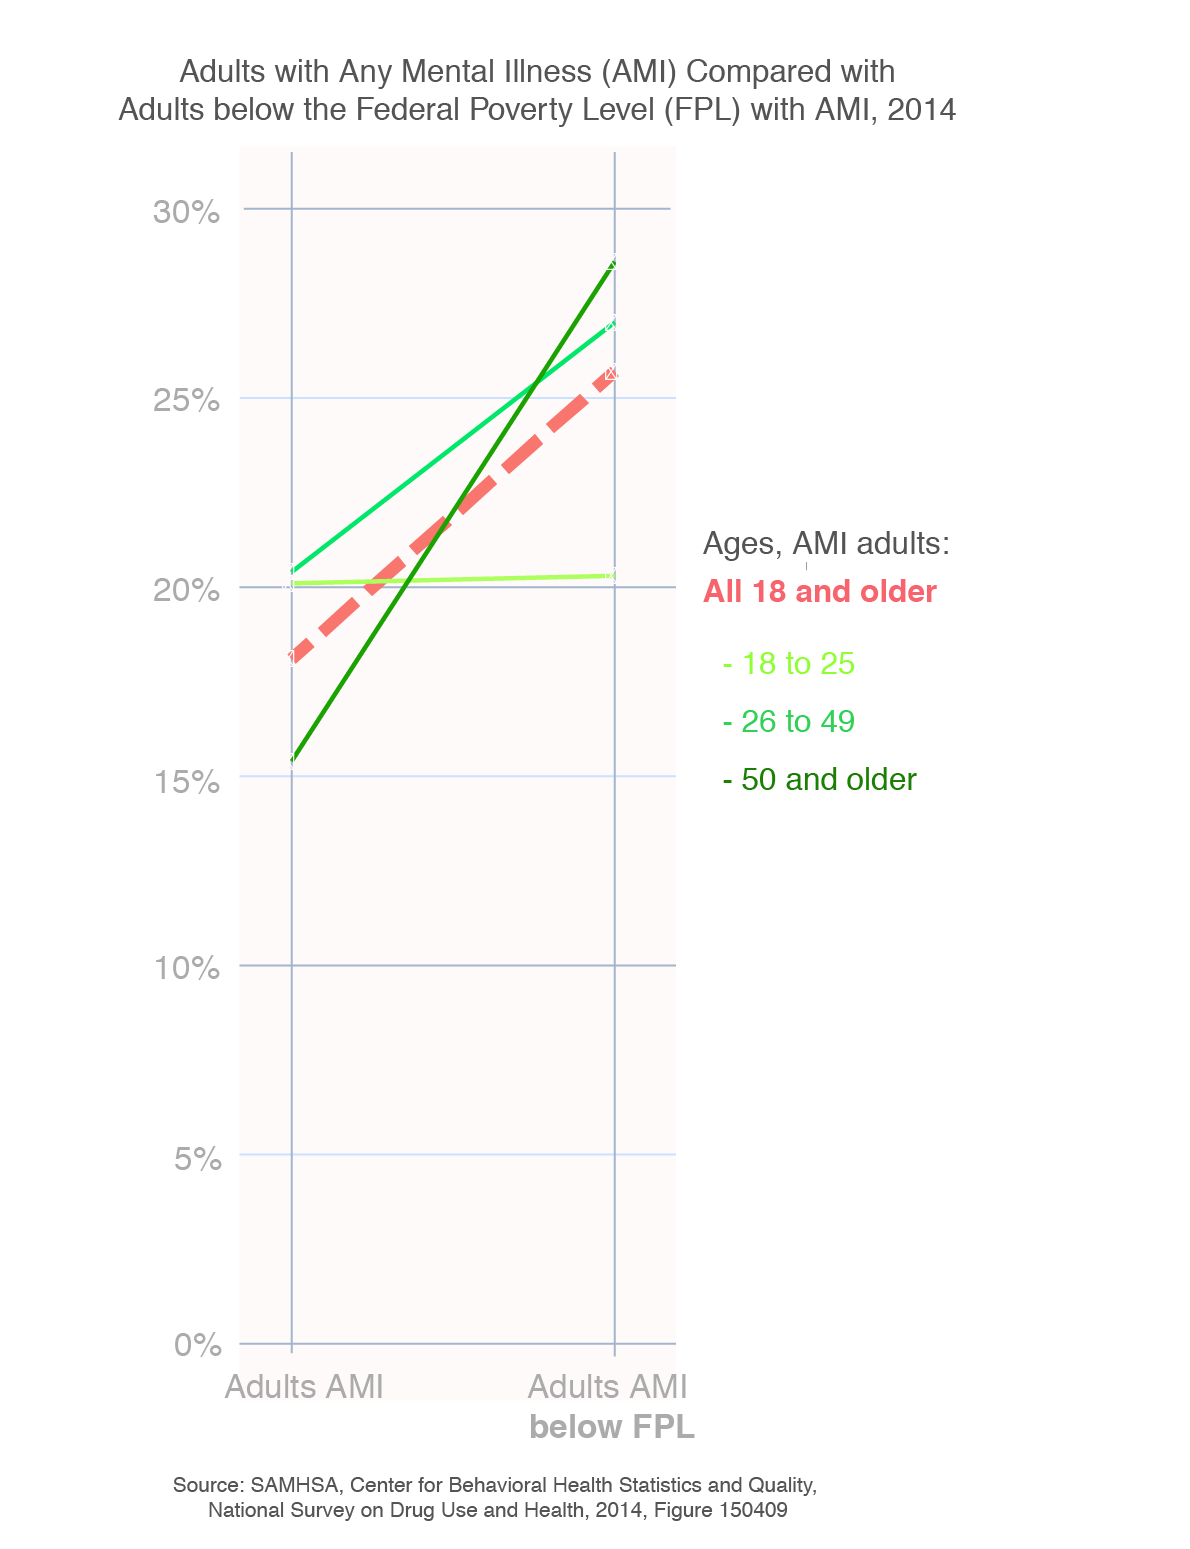 Adults with Any Mental Illness (AMI) Compared with
Adults below the Federal Poverty Level (FPL) with AMI, 2014
30%
25%
20%
15%
10%
5%
0%
Adults AMI
Adults AMI
below FPL
Ages, AMI adults:
All 18 and older
- 18 to 25
- 26 to 49
- 50 and older
Source: SAMHSA, Center for Behavioral Health Statistics and Quality,
National Survey on Drug Use and Health, 2014, Figure 150409